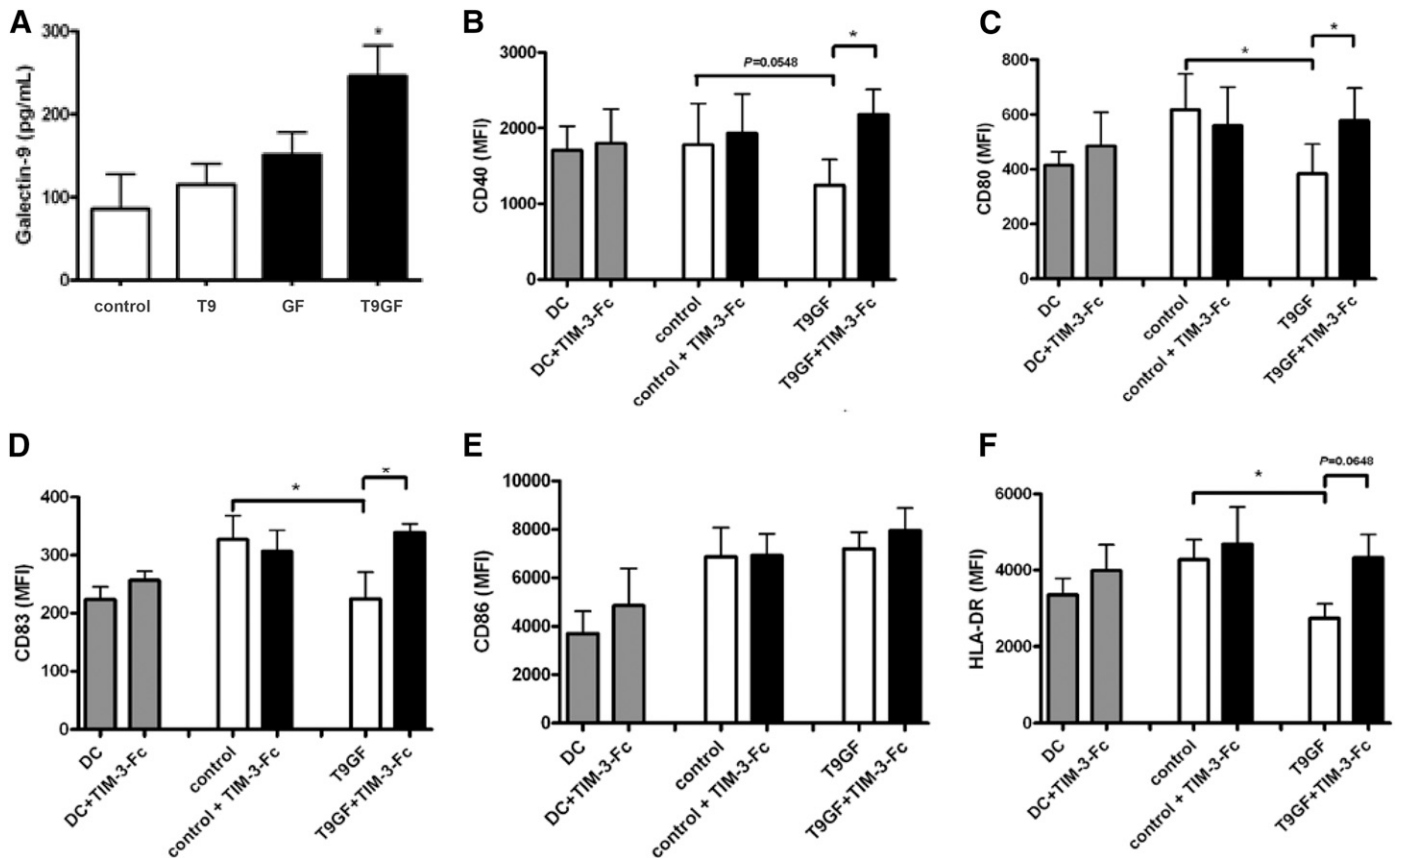 A
300
*
Galectin-9 (pg/mL)
200
100
0
control T9 GF T9GF
B
3000
*
P=0.0548
CD40 (MFI)
2000
1000
0
DC
DC+TIM-3-Fc
control
control + TIM-3-Fc
T9GF
T9GF+TIM-3-Fc
C
800
*
*
CD80 (MFI)
600
400
200
0
DC
DC+TIM-3-Fc
control
control + TIM-3-Fc
T9GF
T9GF+TIM-3-Fc
D
400
*
*
CD83 (MFI)
300
200
100
0
DC
DC+TIM-3-Fc
control
control + TIM-3-Fc
T9GF
T9GF+TIM-3-Fc
E
10000
CD86 (MFI)
8000
6000
4000
2000
0
DC
DC+TIM-3-Fc
control
control + TIM-3-Fc
T9GF
T9GF+TIM-3-Fc
F
P=0.0648
*
6000
HLA-DR (MFI)
4000
2000
0
DC
DC+TIM-3-Fc
control
control + TIM-3-Fc
T9GF
T9GF+TIM-3-Fc